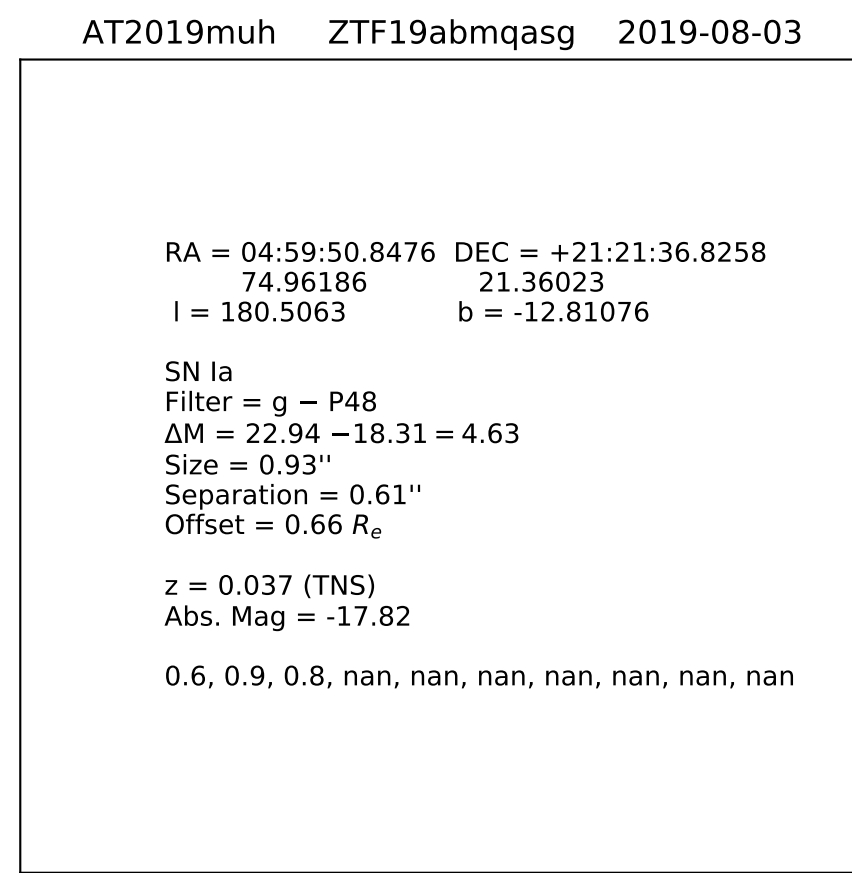 AT2019muh ZTF19abmqasg 2019-08-03
RA = 04:59:50.8476 DEC = +21:21:36.8258
74.96186 21.36023
l = 180.5063 b = -12.81076
SN Ia
Filter = g − P48
ΔM = 22.94 −18.31 = 4.63
Size = 0.93''
Separation = 0.61''
Offset = 0.66 Re
z = 0.037 (TNS)
Abs. Mag = -17.82
0.6, 0.9, 0.8, nan, nan, nan, nan, nan, nan, nan